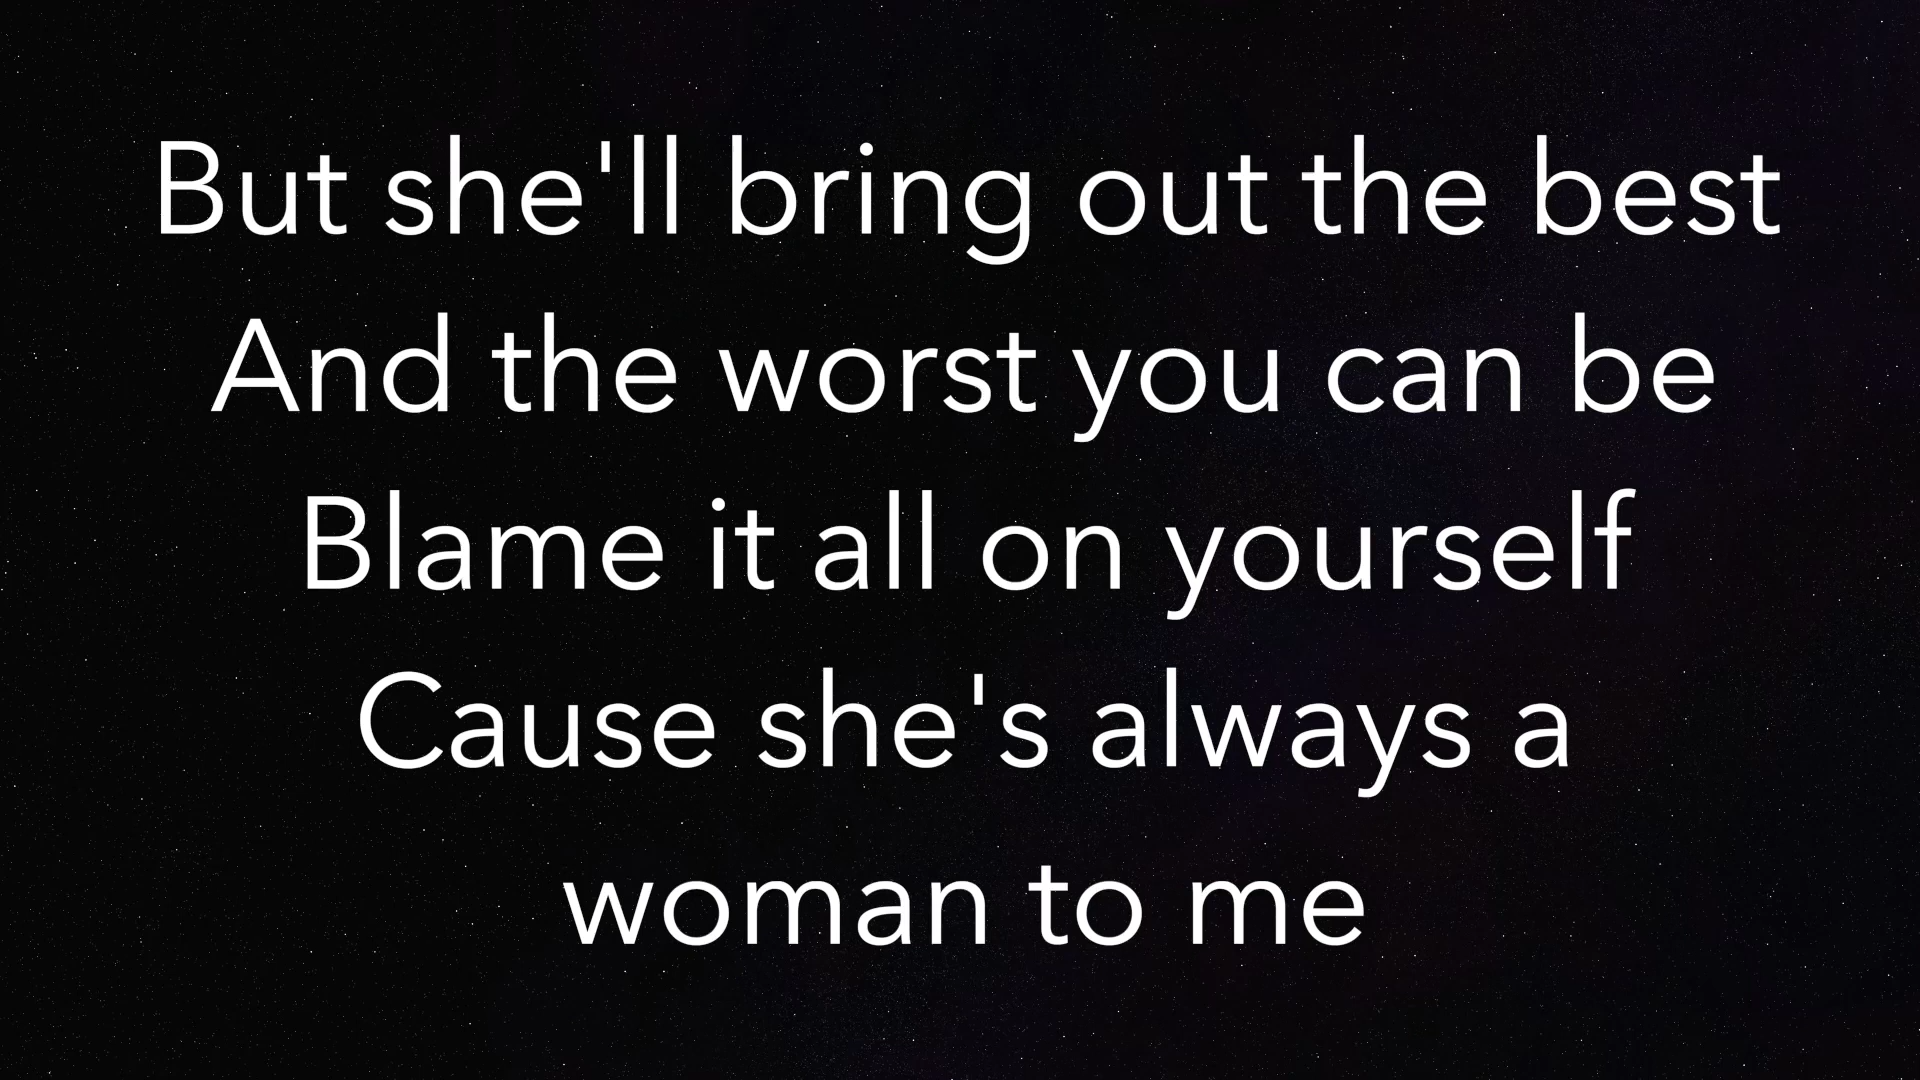 But she'll bring out the best
And the worst you can be
Blame it all on yourself
Cause she's always a
woman to me